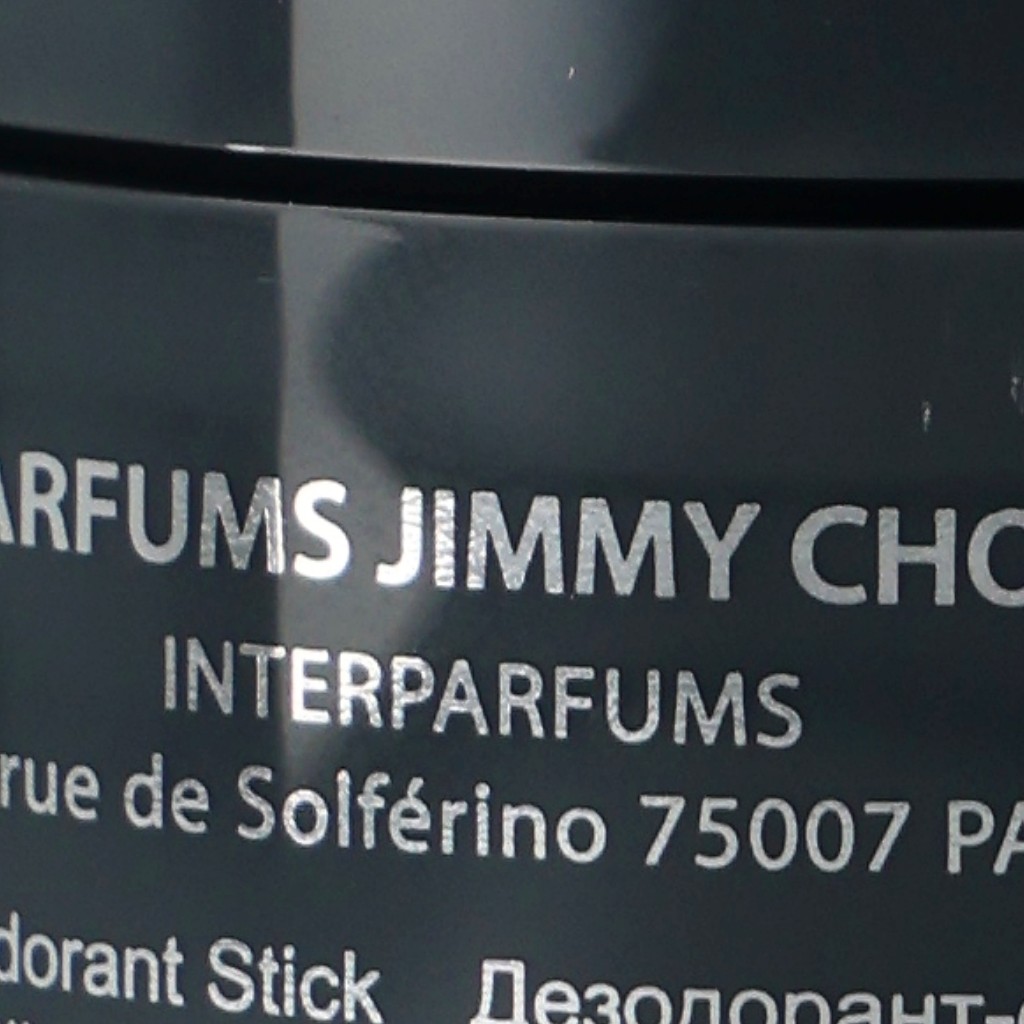 ARFUMS JIMMY CHO
INTERPARFUMS
rue de Solférino 75007 PA
dorant Stick Дезодорант-